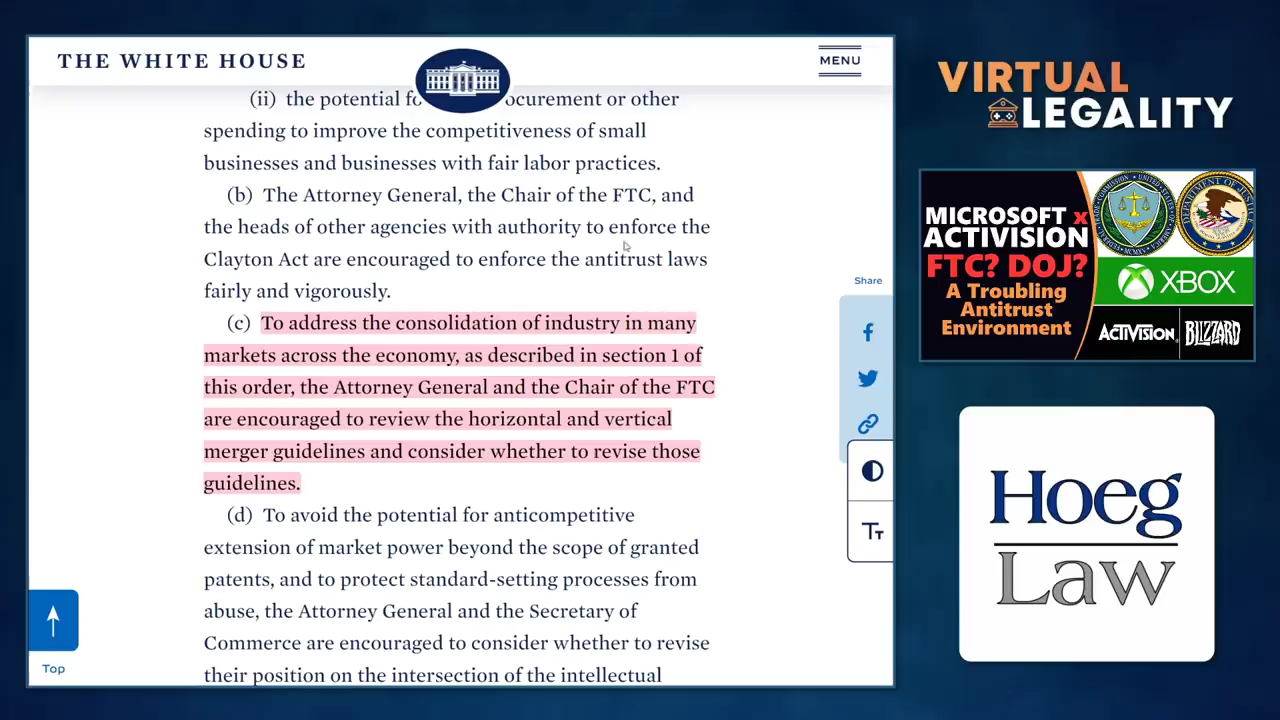 THE WHITE HOUSE
MENU
(ii) the potential fo ocurement or other
spending to improve the competitiveness of small
businesses and businesses with fair labor practices.
(b) The Attorney General, the Chair of the FTC, and
the heads of other agencies with authority to enforce the
Clayton Act are encouraged to enforce the antitrust laws
fairly and vigorously.
(c) To address the consolidation of industry in many
markets across the economy, as described in section 1 of
this order, the Attorney General and the Chair of the FTC
are encouraged to review the horizontal and vertical
merger guidelines and consider whether to revise those
guidelines.
(d) To avoid the potential for anticompetitive
extension of market power beyond the scope of granted
patents, and to protect standard-setting processes from
abuse, the Attorney General and the Secretary of
Commerce are encouraged to consider whether to revise
their position on the intersection of the intellectual
Top
Share
Tт
VIRTUAL
LEGALITY
MICROSOFT x
ACTIVISION
FTC? DOJ?
A Troubling
Antitrust
Environment
XBOX
ACTIVISION
BLIZZARD
Hoeg
Law